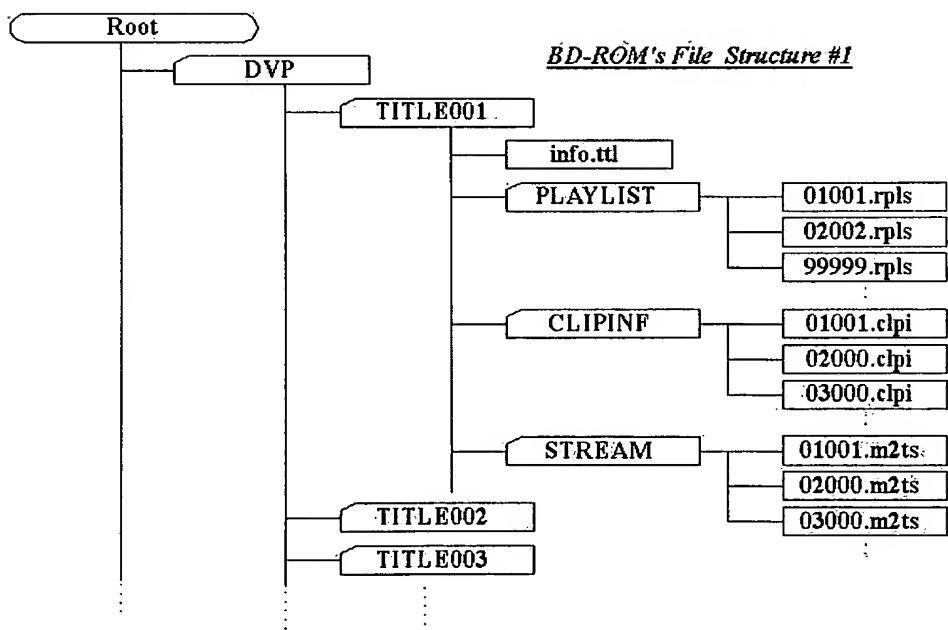 Root
BD-ROM's File Structure #1
DVP
TITLE001
info.ttl
PLAYLIST
01001.rpls
02002.rpls
99999.rpls
CLIPINF
01001.clpi
02000.clpi
03000.clpi
STREAM
01001.m2ts
02000.m2ts
03000.m2ts
TITLE002
TITLE003